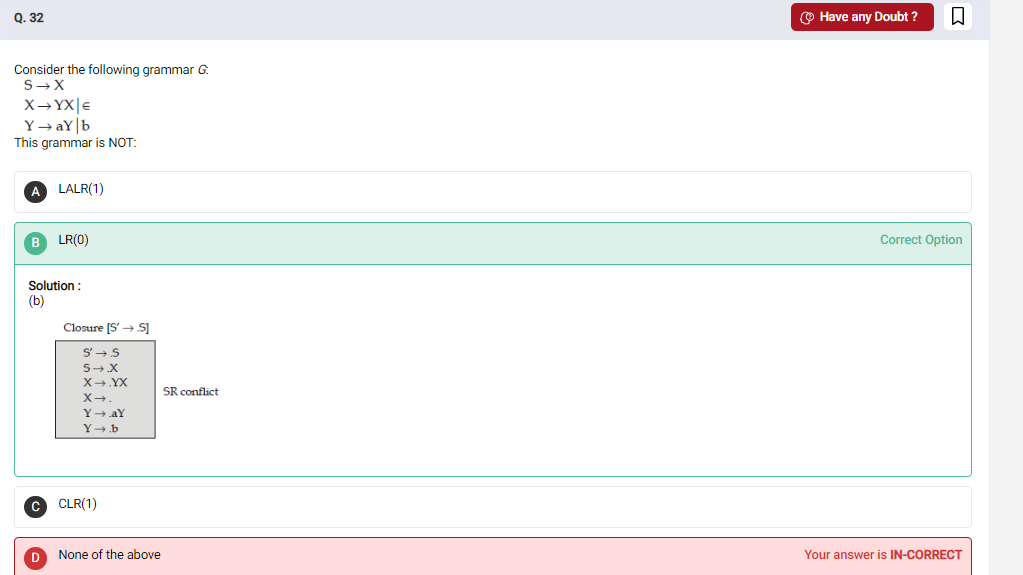 Q. 32
Have any Doubt ?
Consider the following grammar G:
S → X
X → YX|∈
Y → aY|b
This grammar is NOT:
A LALR(1)
B LR(0) Correct Option
Solution :
(b)
Closure [S′ → .S]
S′ → .S
S → .X
X → .YX
X → .
SR conflict
Y → .aY
Y → .b
C CLR(1)
D None of the above Your answer is IN-CORRECT